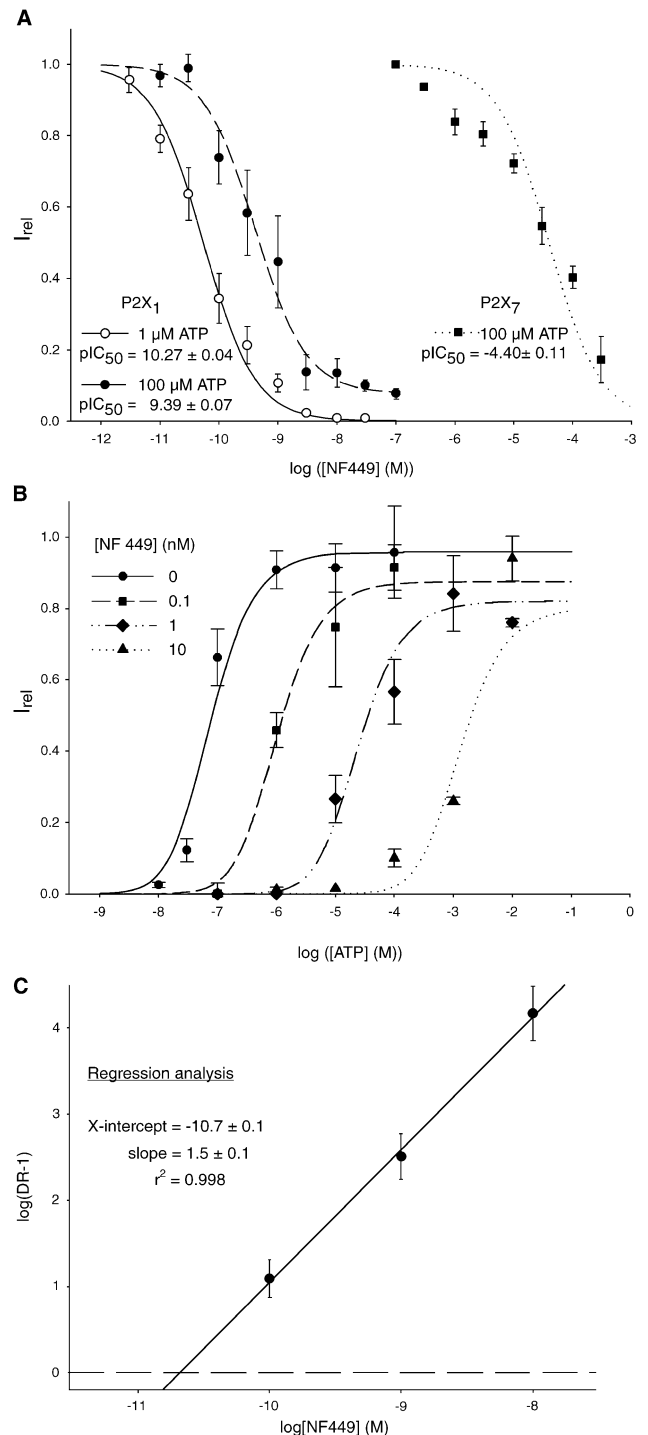 A
1.0
0.8
0.6
0.4
0.2
0.0
Irel
P2X1
1 µM ATP
pIC50 = 10.27 ± 0.04
100 µM ATP
pIC50 = 9.39 ± 0.07
P2X7
100 µM ATP
pIC50 = -4.40± 0.11
-12 -11 -10 -9 -8 -7 -6 -5 -4 -3
log ([NF449] (M))
B
[NF 449] (nM)
0
0.1
1
10
1.0
0.8
0.6
0.4
0.2
0.0
Irel
-9 -8 -7 -6 -5 -4 -3 -2 -1 0
log ([ATP] (M))
C
Regression analysis
X-intercept = -10.7 ± 0.1
slope = 1.5 ± 0.1
r2 = 0.998
4
3
2
1
0
log(DR-1)
-11 -10 -9 -8
log[NF449] (M)